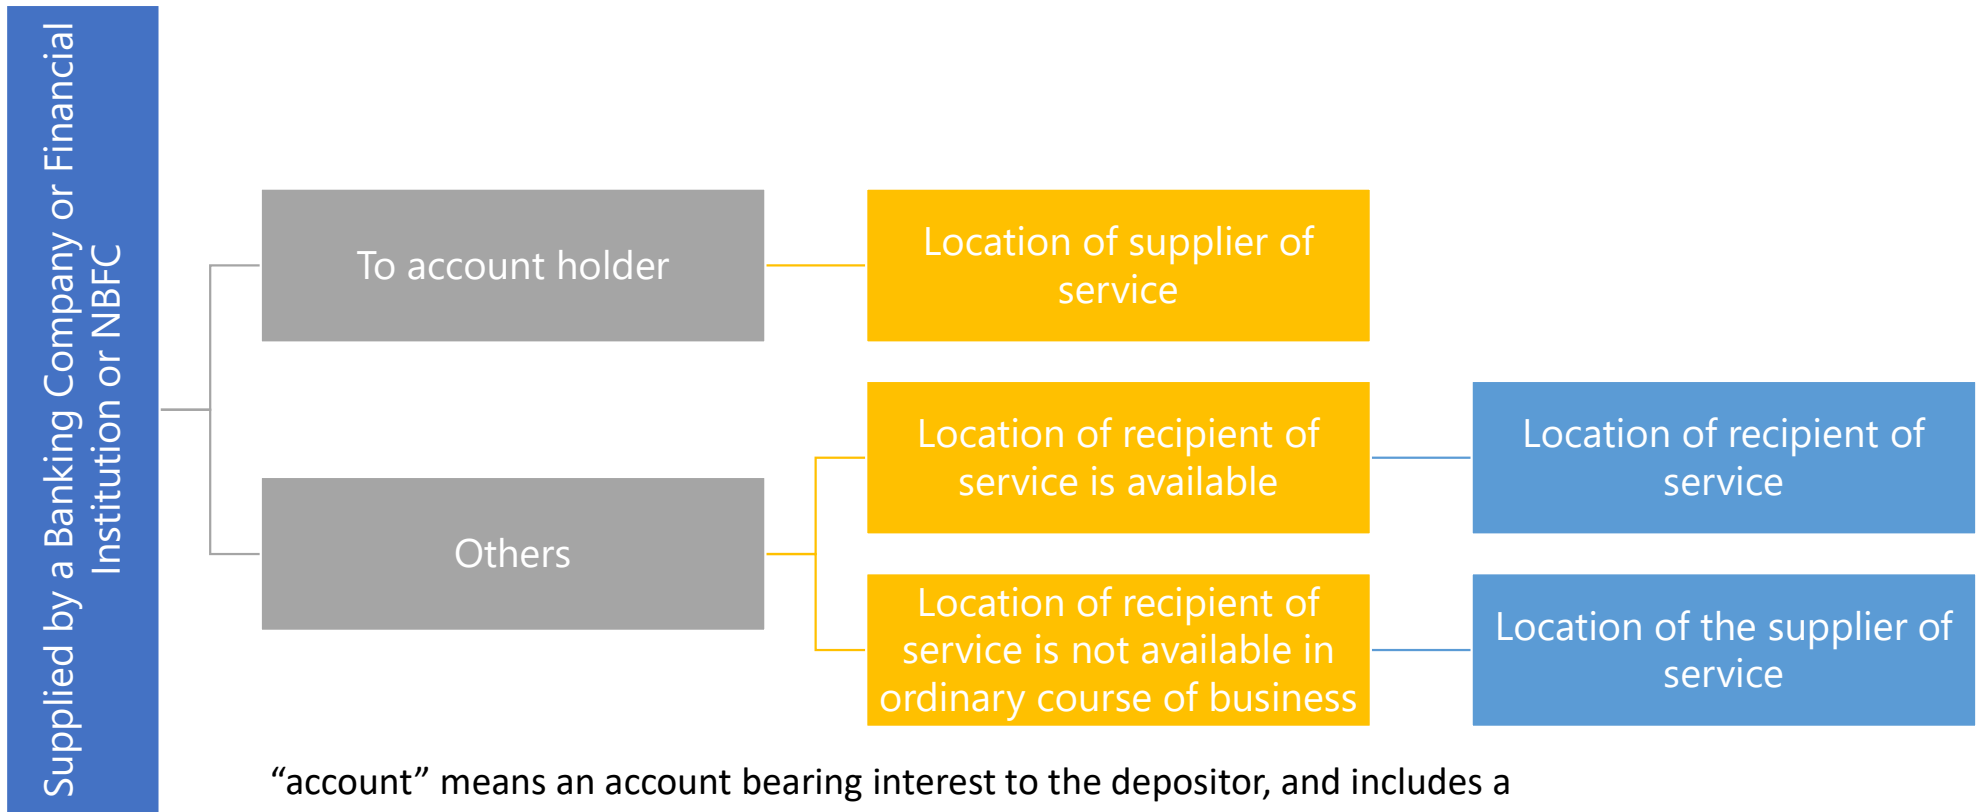 Supplied by a Banking Company or Financial
Institution or NBFC
To account holder
Location of supplier of
service
Others
Location of recipient of
service is available
Location of recipient of
service
Location of recipient of
service is not available in
ordinary course of business
Location of the supplier of
service
“account” means an account bearing interest to the depositor, and includes a